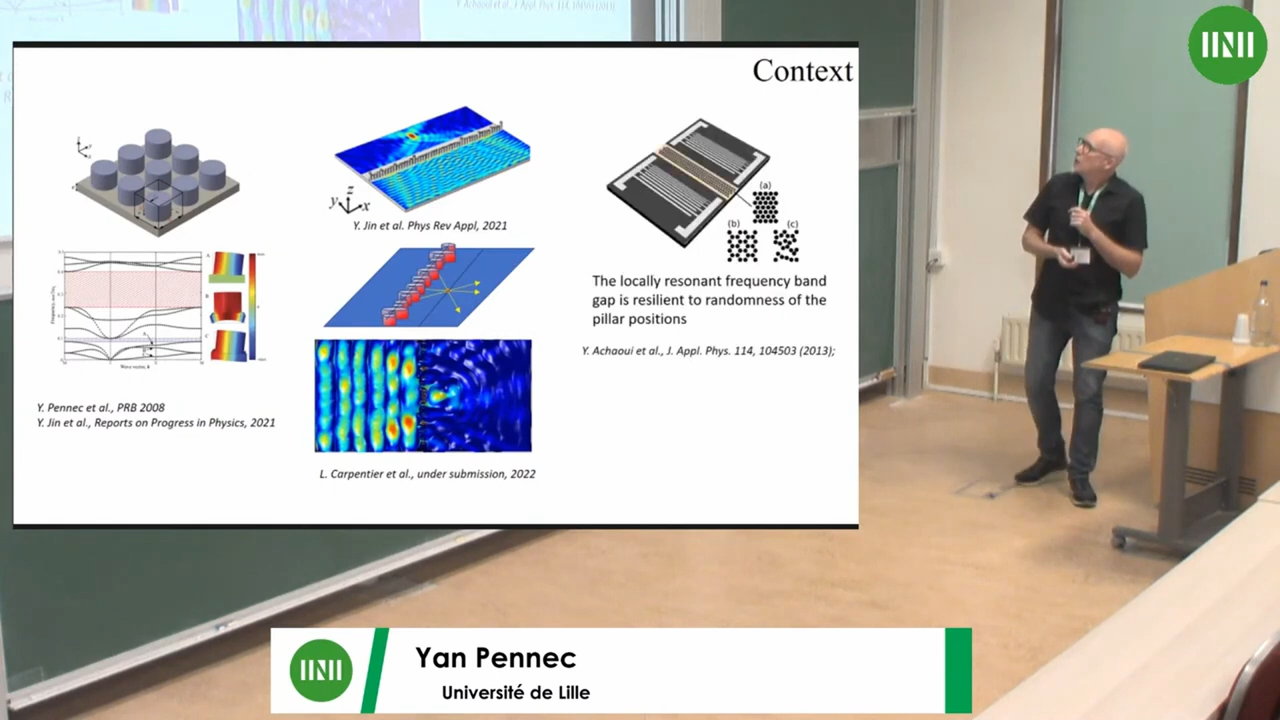 Context
Y. Jin et al. Phys Rev Appl, 2021
(a)
(b)
(c)
The locally resonant frequency band
gap is resilient to randomness of the
pillar positions
Y. Achaoui et al., J. Appl. Phys. 114, 104503 (2013);
Y. Pennec et al., PRB 2008
Y. Jin et al., Reports on Progress in Physics, 2021
L. Carpentier et al., under submission, 2022
z
y
x
Yan Pennec
Université de Lille